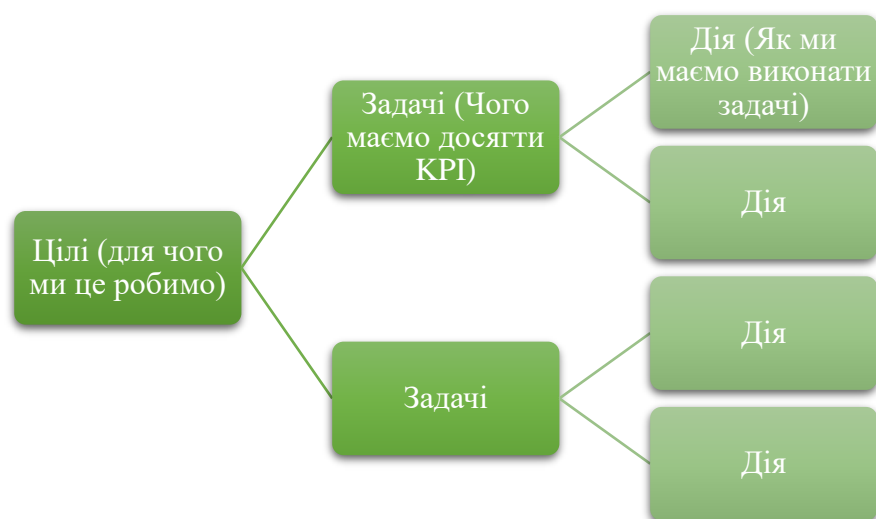 Цілі (для чого
ми це робимо)
Задачі (Чого
маємо досягти
KPI)
Дія (Як ми
маємо виконати
задачі)
Дія
Задачі
Дія
Дія